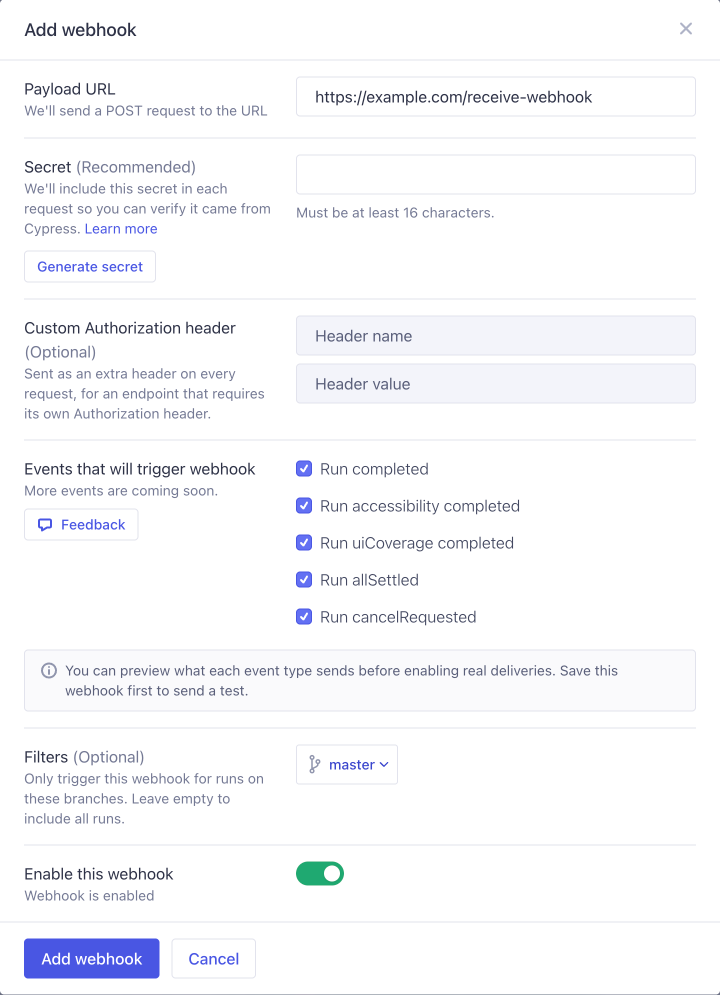 Add webhook
Payload URL
We'll send a POST request to the URL
https://example.com/receive-webhook
Secret (Recommended)
We'll include this secret in each
request so you can verify it came from
Cypress. Learn more
Generate secret
Must be at least 16 characters.
Custom Authorization header
(Optional)
Sent as an extra header on every
request, for an endpoint that requires
its own Authorization header.
Header name
Header value
Events that will trigger webhook
More events are coming soon.
Feedback
Run completed
Run accessibility completed
Run uiCoverage completed
Run allSettled
Run cancelRequested
You can preview what each event type sends before enabling real deliveries. Save this
webhook first to send a test.
Filters (Optional)
Only trigger this webhook for runs on
these branches. Leave empty to
include all runs.
master
Enable this webhook
Webhook is enabled
Add webhook
Cancel